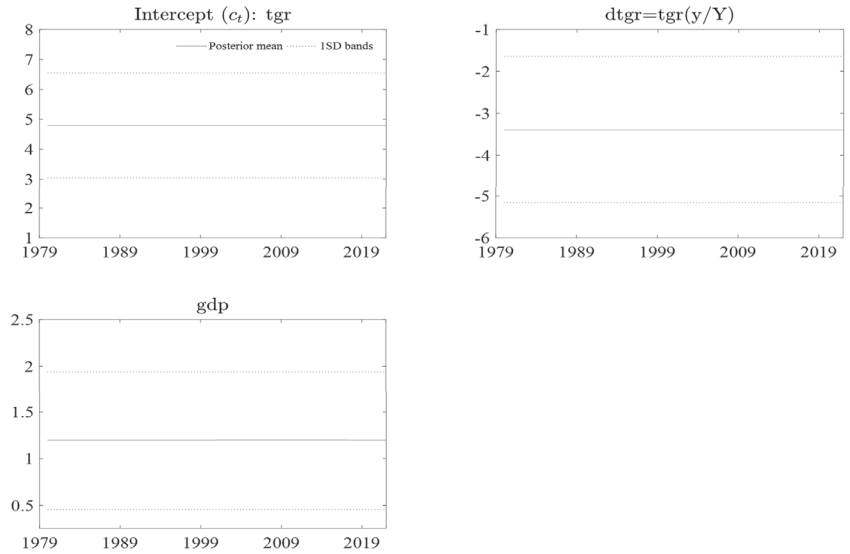 Intercept (c_t): tgr
8
7
6
5
4
3
2
1
Posterior mean
1SD bands
1979 1989 1999 2009 2019
dtgr=tgr(y/Y)
-1
-2
-3
-4
-5
-6
1979 1989 1999 2009 2019
gdp
2.5
2
1.5
1
0.5
1979 1989 1999 2009 2019